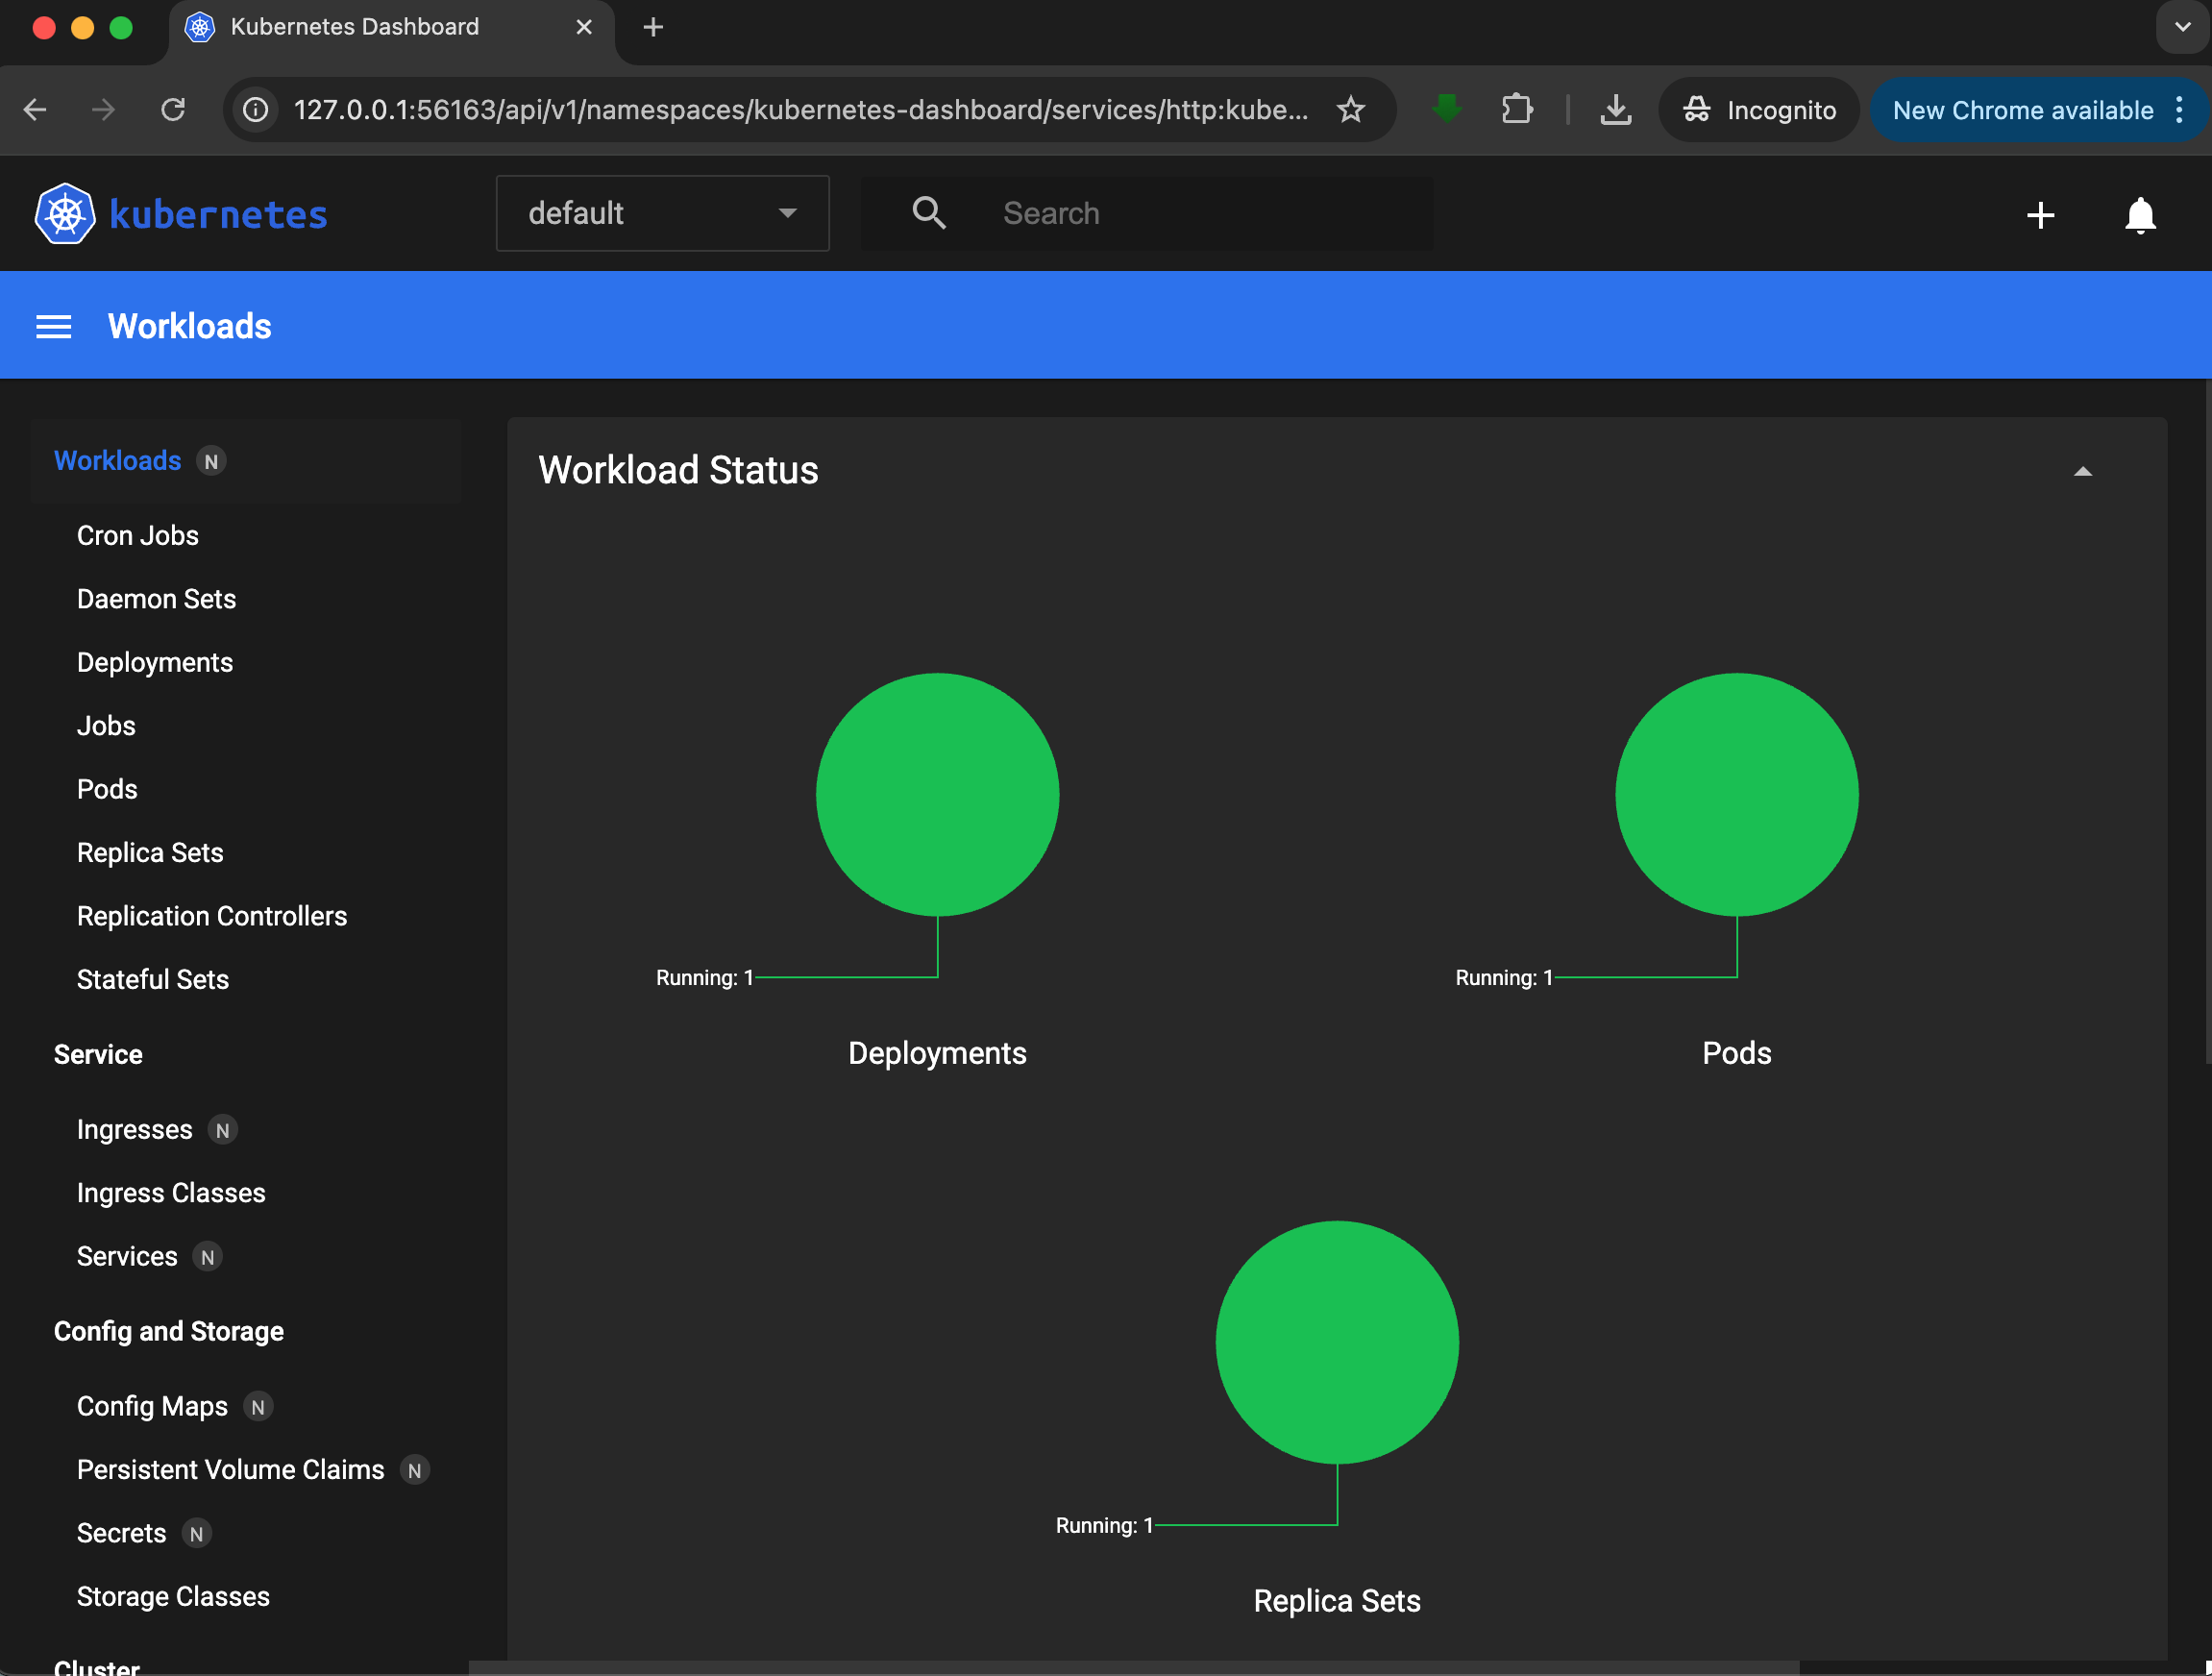 Kubernetes Dashboard
127.0.0.1:56163/api/v1/namespaces/kubernetes-dashboard/services/http:kube...
Incognito
New Chrome available
kubernetes
default
Search
Workloads
Workloads N
Cron Jobs
Daemon Sets
Deployments
Jobs
Pods
Replica Sets
Replication Controllers
Stateful Sets
Service
Ingresses N
Ingress Classes
Services N
Config and Storage
Config Maps N
Persistent Volume Claims N
Secrets N
Storage Classes
Cluster
Workload Status
Running: 1
Deployments
Running: 1
Pods
Running: 1
Replica Sets